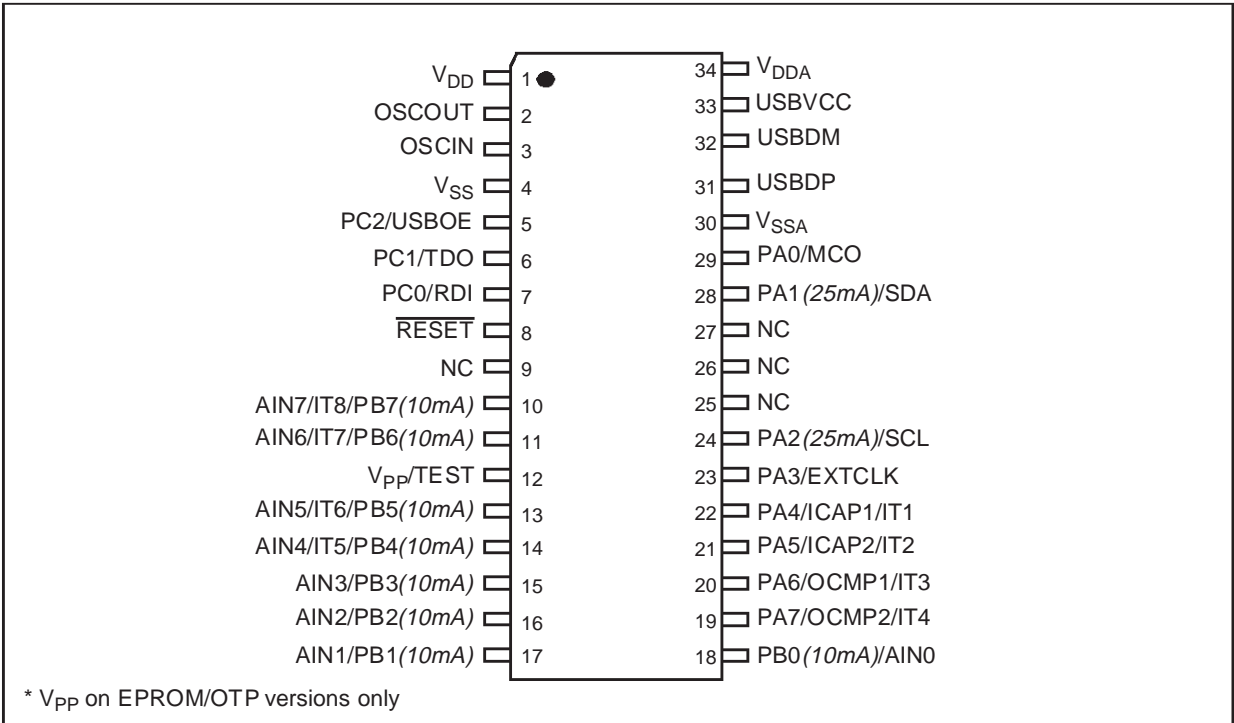 V_DD 1
OSCOUT 2
OSCIN 3
V_SS 4
PC2/USBOE 5
PC1/TDO 6
PC0/RDI 7
RESET 8
NC 9
AIN7/IT8/PB7(10mA) 10
AIN6/IT7/PB6(10mA) 11
V_PP/TEST 12
AIN5/IT6/PB5(10mA) 13
AIN4/IT5/PB4(10mA) 14
AIN3/PB3(10mA) 15
AIN2/PB2(10mA) 16
AIN1/PB1(10mA) 17
34 V_DDA
33 USBVCC
32 USBDM
31 USBDP
30 V_SSA
29 PA0/MCO
28 PA1(25mA)/SDA
27 NC
26 NC
25 NC
24 PA2(25mA)/SCL
23 PA3/EXTCLK
22 PA4/ICAP1/IT1
21 PA5/ICAP2/IT2
20 PA6/OCMP1/IT3
19 PA7/OCMP2/IT4
18 PB0(10mA)/AIN0
* V_PP on EPROM/OTP versions only